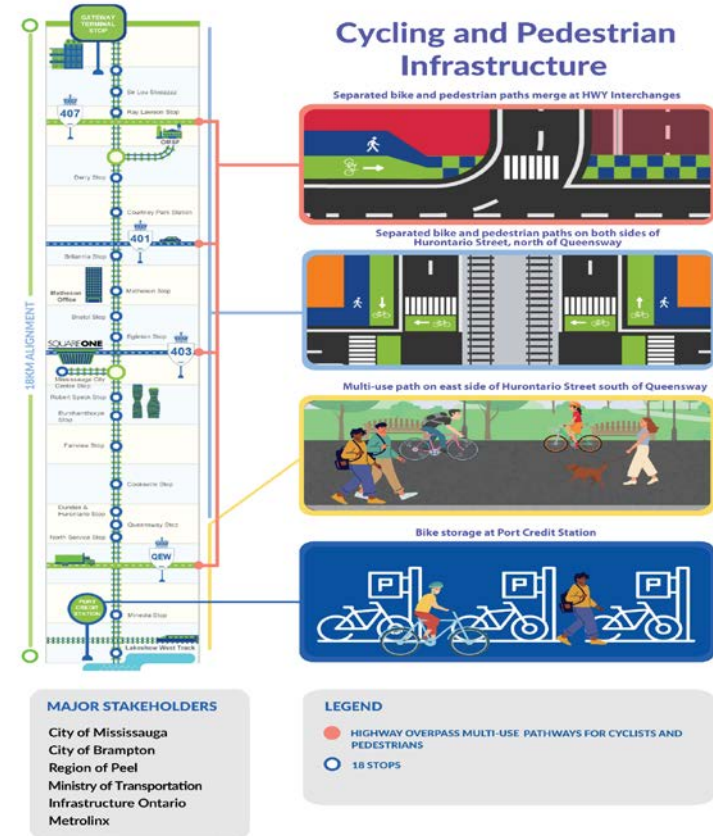 Cycling and Pedestrian
Infrastructure
GATEWAY
TERMINAL
STOP
Ray Lawson Stop
407
OMSF
Derry Stop
Courtney Park Station
401
Britannia Stop
Matheson Stop
Matheson
Office
Bristol Stop
Eglinton Stop
SQUAREONE
403
Mississauga City
Centre Stop
Robert Speck Stop
Burnhamthorpe
Stop
Fairview Stop
Cooksville Stop
Dundas &
Hurontario Stop
Queensway Stop
North Service Stop
QEW
PORT
CREDIT
STATION
Mineola Stop
Lakeshore West Track
18KM ALIGNMENT
Separated bike and pedestrian paths merge at HWY Interchanges
Separated bike and pedestrian paths on both sides of
Hurontario Street, north of Queensway
Multi-use path on east side of Hurontario Street south of Queensway
Bike storage at Port Credit Station
P
P
P
MAJOR STAKEHOLDERS
City of Mississauga
City of Brampton
Region of Peel
Ministry of Transportation
Infrastructure Ontario
Metrolinx
LEGEND
HIGHWAY OVERPASS MULTI-USE PATHWAYS FOR CYCLISTS AND
PEDESTRIANS
18 STOPS